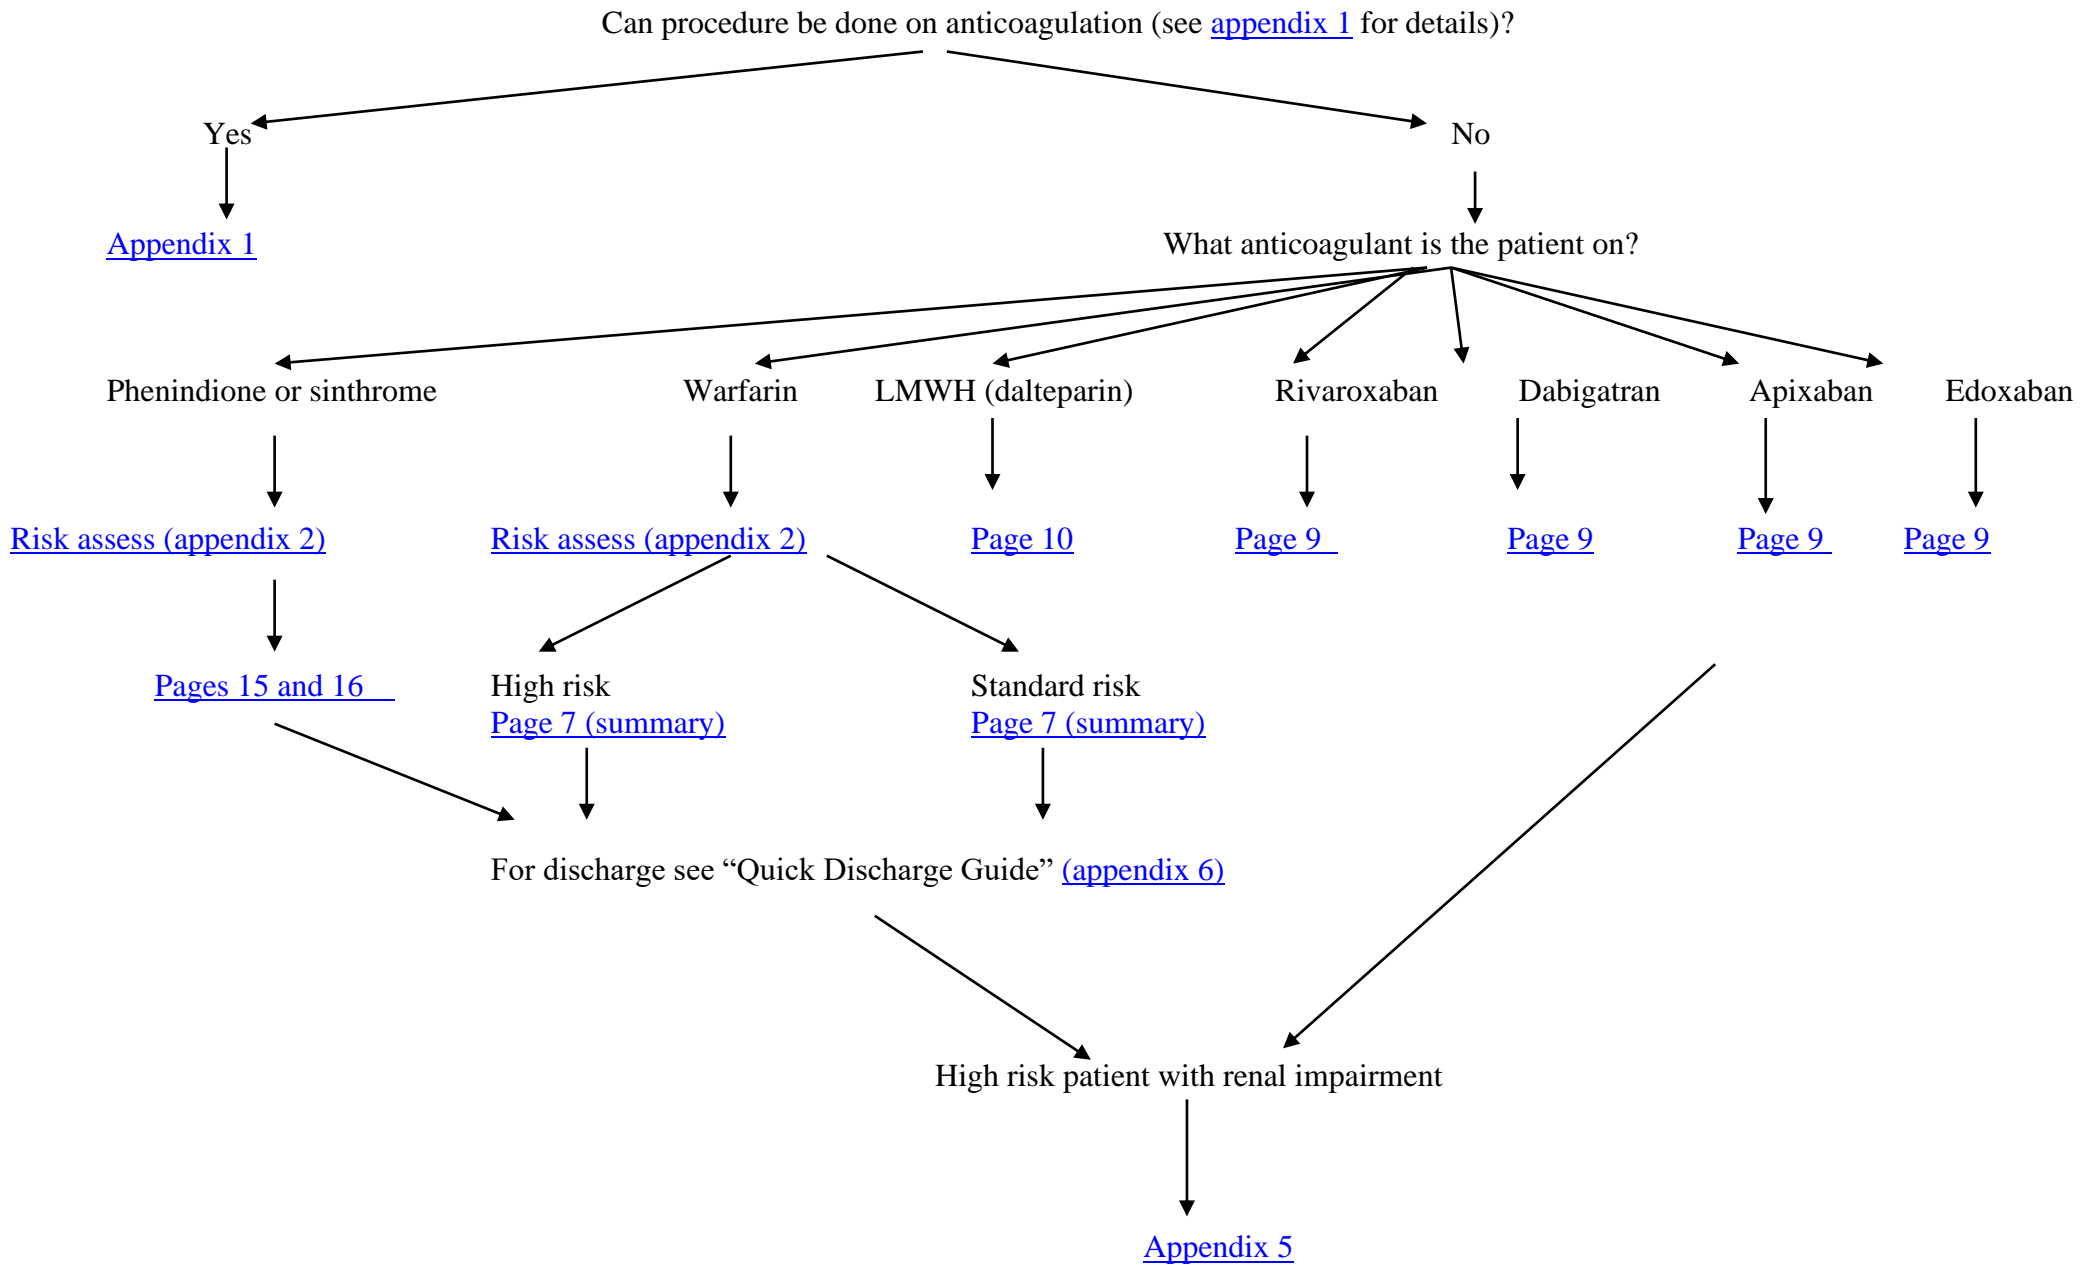 Can procedure be done on anticoagulation (see appendix 1 for details)?
Yes
No
Appendix 1
What anticoagulant is the patient on?
Phenindione or sinthrome
Warfarin
LMWH (dalteparin)
Rivaroxaban
Dabigatran
Apixaban
Edoxaban
Risk assess (appendix 2)
Risk assess (appendix 2)
Page 10
Page 9
Page 9
Page 9
Page 9
Pages 15 and 16
High risk
Page 7 (summary)
Standard risk
Page 7 (summary)
For discharge see “Quick Discharge Guide” (appendix 6)
High risk patient with renal impairment
Appendix 5